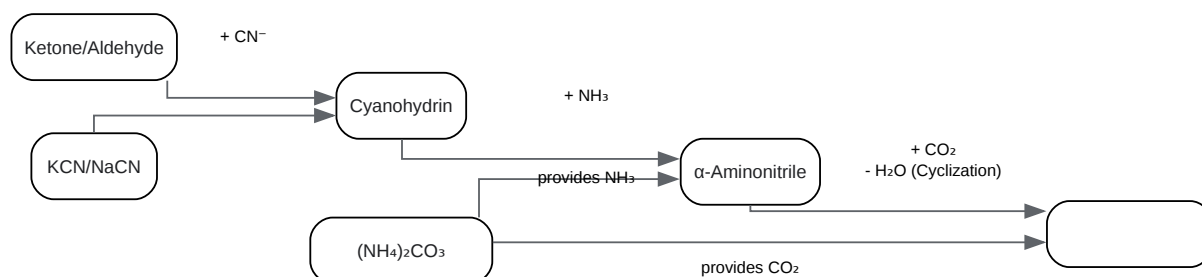 Ketone/Aldehyde
+ CN⁻
Cyanohydrin
+ NH₃
KCN/NaCN
+ CO₂
- H₂O (Cyclization)
α-Aminonitrile
provides NH₃
(NH₄)₂CO₃
provides CO₂